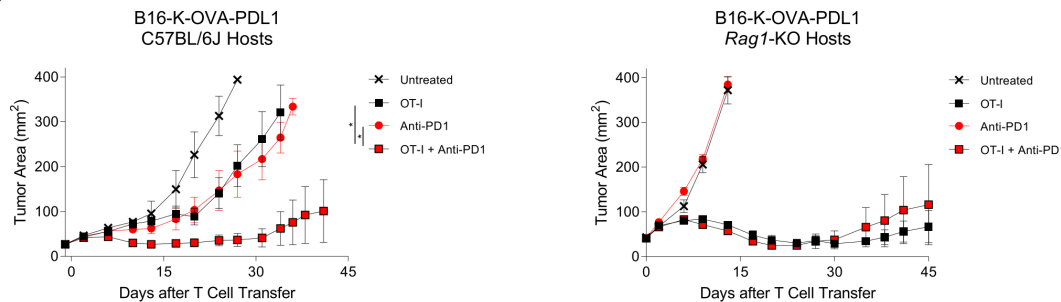 B16-K-OVA-PDL1
C57BL/6J Hosts
400
300
200
100
0
Tumor Area (mm2)
0
15
31
45
Days after T Cell Transfer
Untreated
OT-I
Anti-PD1
OT-I + Anti-PD1
*
*
B16-K-OVA-PDL1
Rag1-KO Hosts
400
300
200
100
0
Tumor Area (mm2)
0
15
30
45
Days after T Cell Transfer
Untreated
OT-I
Anti-PD1
OT-I + Anti-PD